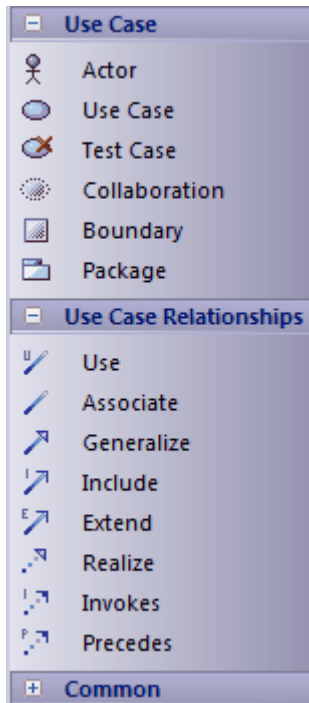 Use Case
Actor
Use Case
Test Case
Collaboration
Boundary
Package
Use Case Relationships
U
Use
Associate
Generalize
I
Include
E
Extend
Realize
I
Invokes
P
Precedes
Common